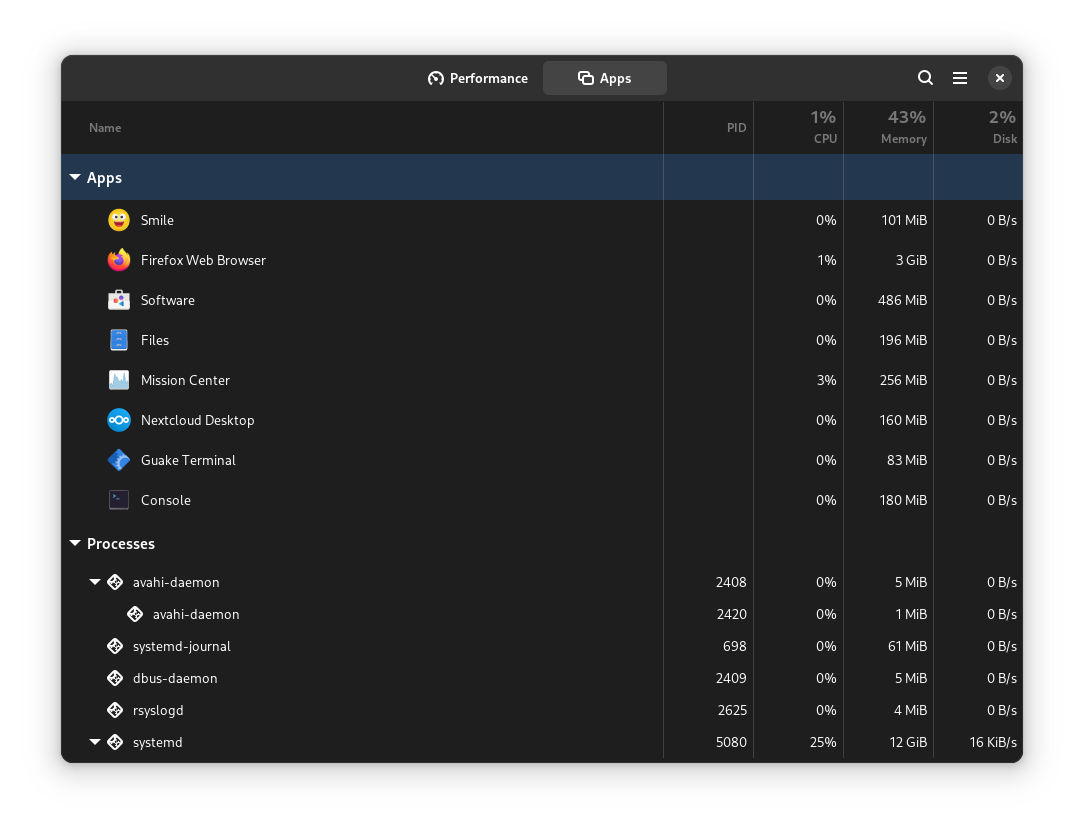 Performance Apps
1% 43% 2%
Name PID CPU Memory Disk
Apps
Smile 0% 101 MiB 0 B/s
Firefox Web Browser 1% 3 GiB 0 B/s
Software 0% 486 MiB 0 B/s
Files 0% 196 MiB 0 B/s
Mission Center 3% 256 MiB 0 B/s
Nextcloud Desktop 0% 160 MiB 0 B/s
Guake Terminal 0% 83 MiB 0 B/s
Console 0% 180 MiB 0 B/s
Processes
avahi-daemon 2408 0% 5 MiB 0 B/s
avahi-daemon 2420 0% 1 MiB 0 B/s
systemd-journal 698 0% 61 MiB 0 B/s
dbus-daemon 2409 0% 5 MiB 0 B/s
rsyslogd 2625 0% 4 MiB 0 B/s
systemd 5080 25% 12 GiB 16 KiB/s